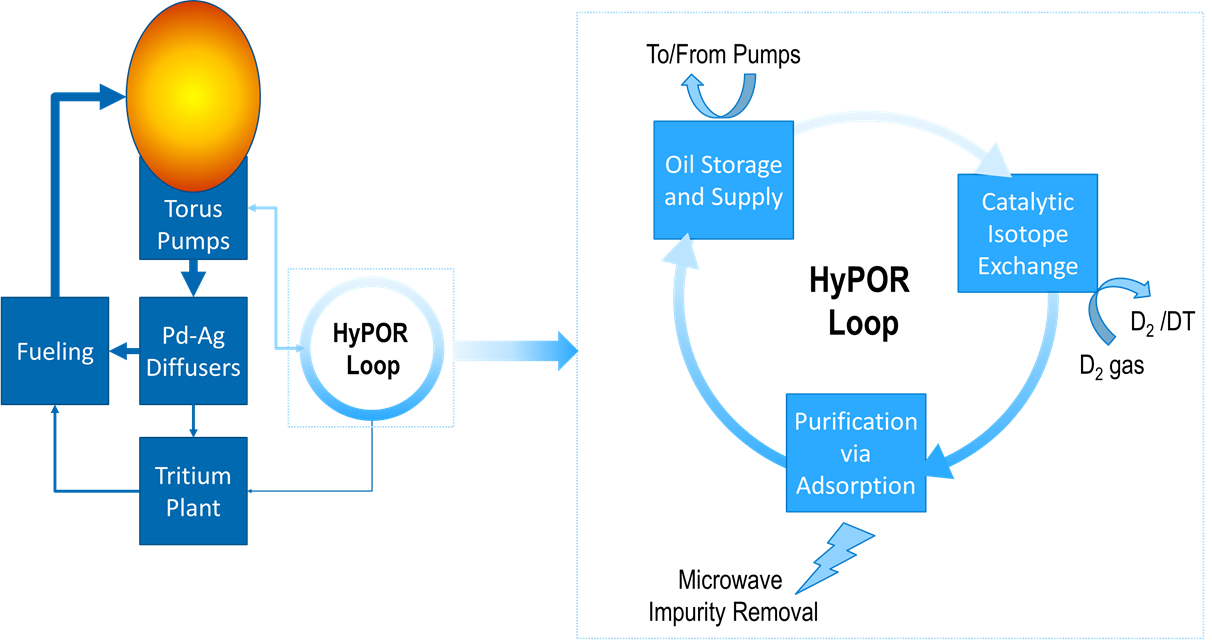 Torus
Pumps
Fueling
Pd-Ag
Diffusers
Tritium
Plant
HyPOR
Loop
To/From Pumps
Oil Storage
and Supply
Catalytic
Isotope
Exchange
HyPOR
Loop
D₂ /DT
D₂ gas
Purification
via
Adsorption
Microwave
Impurity Removal